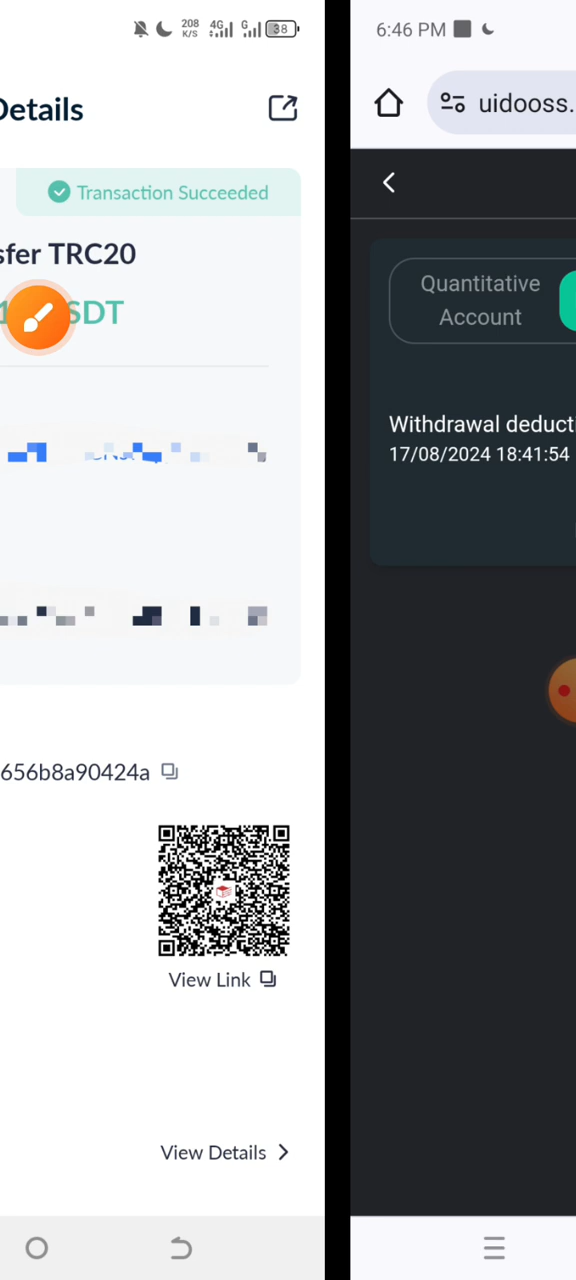 208
K/S
4G
G
38
Details
Transaction Succeeded
sfer TRC20
SDT
656b8a90424a
View Link
View Details
6:46 PM
uidooss.
Quantitative
Account
Withdrawal deducti
17/08/2024 18:41:54